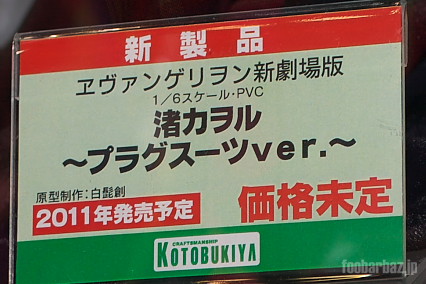 新製品
ヱヴァンゲリヲン新劇場版
1/6スケール・PVC
渚カヲル
～プラグスーツver.～
原型制作：白髭創
2011年発売予定
価格未定
CRAFTSMANSHIP
KOTOBUKIYA
foobarbaz.jp